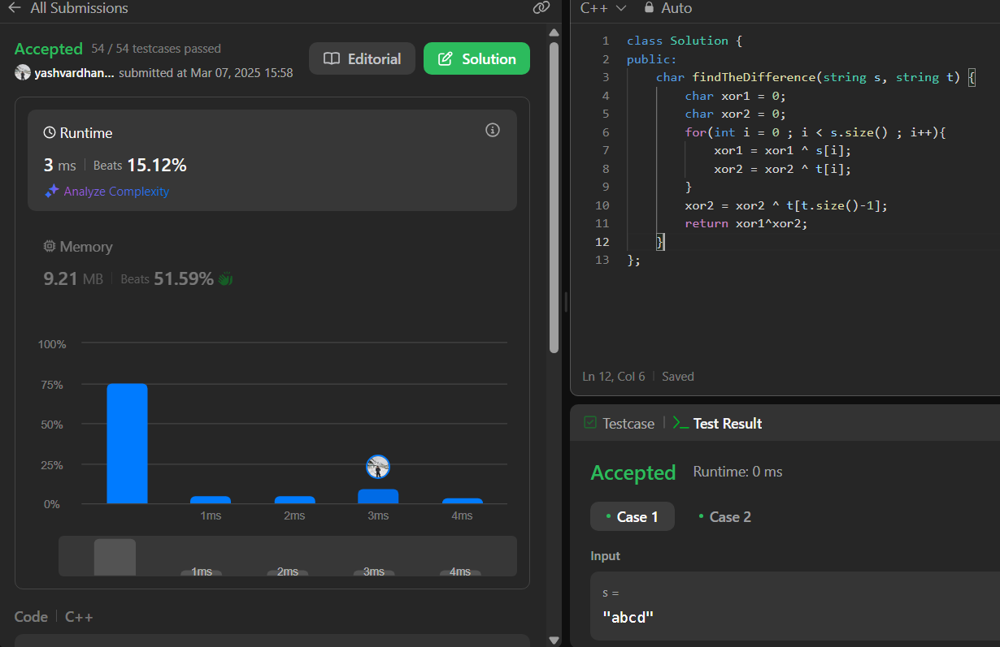 All Submissions
Accepted 54 / 54 testcases passed
yashvardhan... submitted at Mar 07, 2025 15:58
Editorial
Solution
Runtime
3 ms | Beats 15.12%
Analyze Complexity
Memory
9.21 MB | Beats 51.59%
100%
75%
50%
25%
0%
1ms 2ms 3ms 4ms
1ms 2ms 3ms 4ms
Code | C++
C++ Auto
1 class Solution {
2 public:
3     char findTheDifference(string s, string t) {
4         char xor1 = 0;
5         char xor2 = 0;
6         for(int i = 0 ; i < s.size() ; i++){
7             xor1 = xor1 ^ s[i];
8             xor2 = xor2 ^ t[i];
9         }
10         xor2 = xor2 ^ t[t.size()-1];
11         return xor1^xor2;
12     }
13 };
Ln 12, Col 6 | Saved
Testcase | >_ Test Result
Accepted Runtime: 0 ms
• Case 1 • Case 2
Input
s =
"abcd"